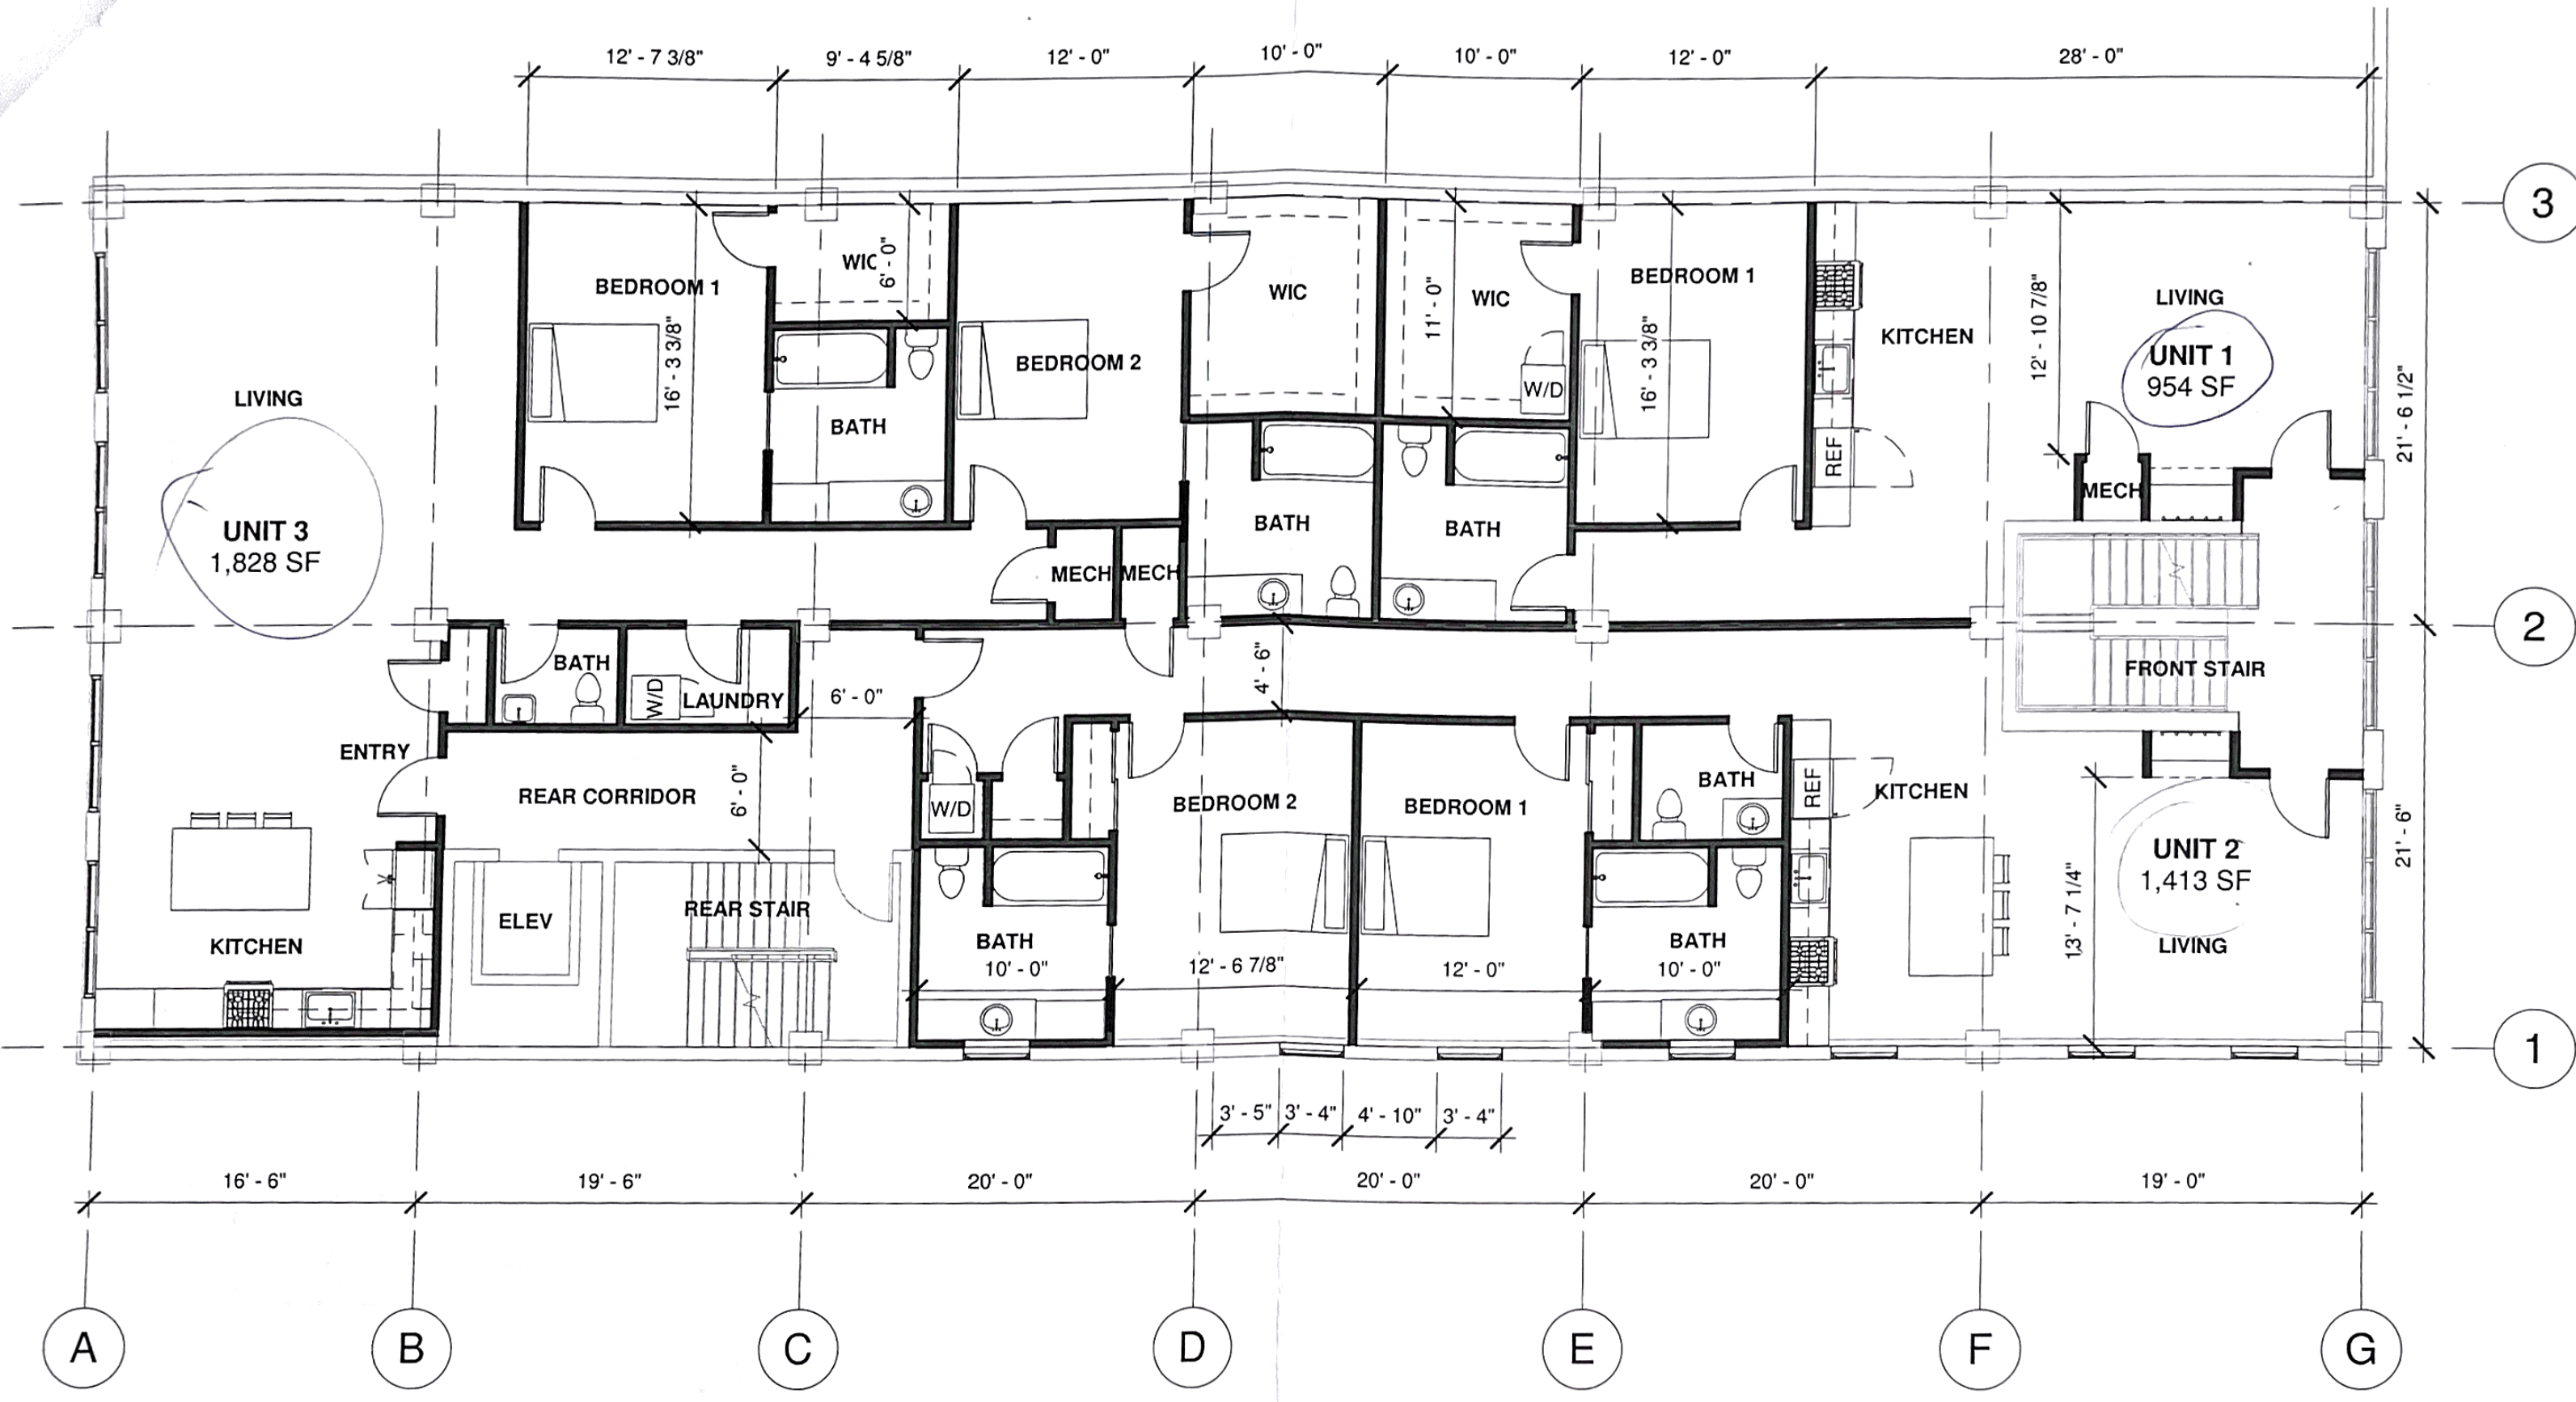 12' - 7 3/8" 9' - 4 5/8" 12' - 0" 10' - 0" 10' - 0" 12' - 0" 28' - 0"
3
WIC
6' - 0"
BEDROOM 1
16' - 3 3/8"
BEDROOM 2
WIC
WIC
11' - 0"
BEDROOM 1
16' - 3 3/8"
KITCHEN
12' - 10 7/8"
LIVING
UNIT 1
954 SF
21' - 6 1/2"
W/D
LIVING
BATH
REF
MECH
UNIT 3
1,828 SF
BATH
BATH
MECH
MECH
2
BATH
W/D
LAUNDRY
6' - 0"
4' - 6"
FRONT STAIR
ENTRY
REAR CORRIDOR
6' - 0"
W/D
BEDROOM 2
BEDROOM 1
BATH
REF
KITCHEN
21' - 6"
UNIT 2
1,413 SF
13' - 7 1/4"
LIVING
KITCHEN
ELEV
REAR STAIR
BATH
10' - 0"
12' - 6 7/8"
12' - 0"
BATH
10' - 0"
1
3' - 5" 3' - 4" 4' - 10" 3' - 4"
16' - 6" 19' - 6" 20' - 0" 20' - 0" 20' - 0" 19' - 0"
A B C D E F G